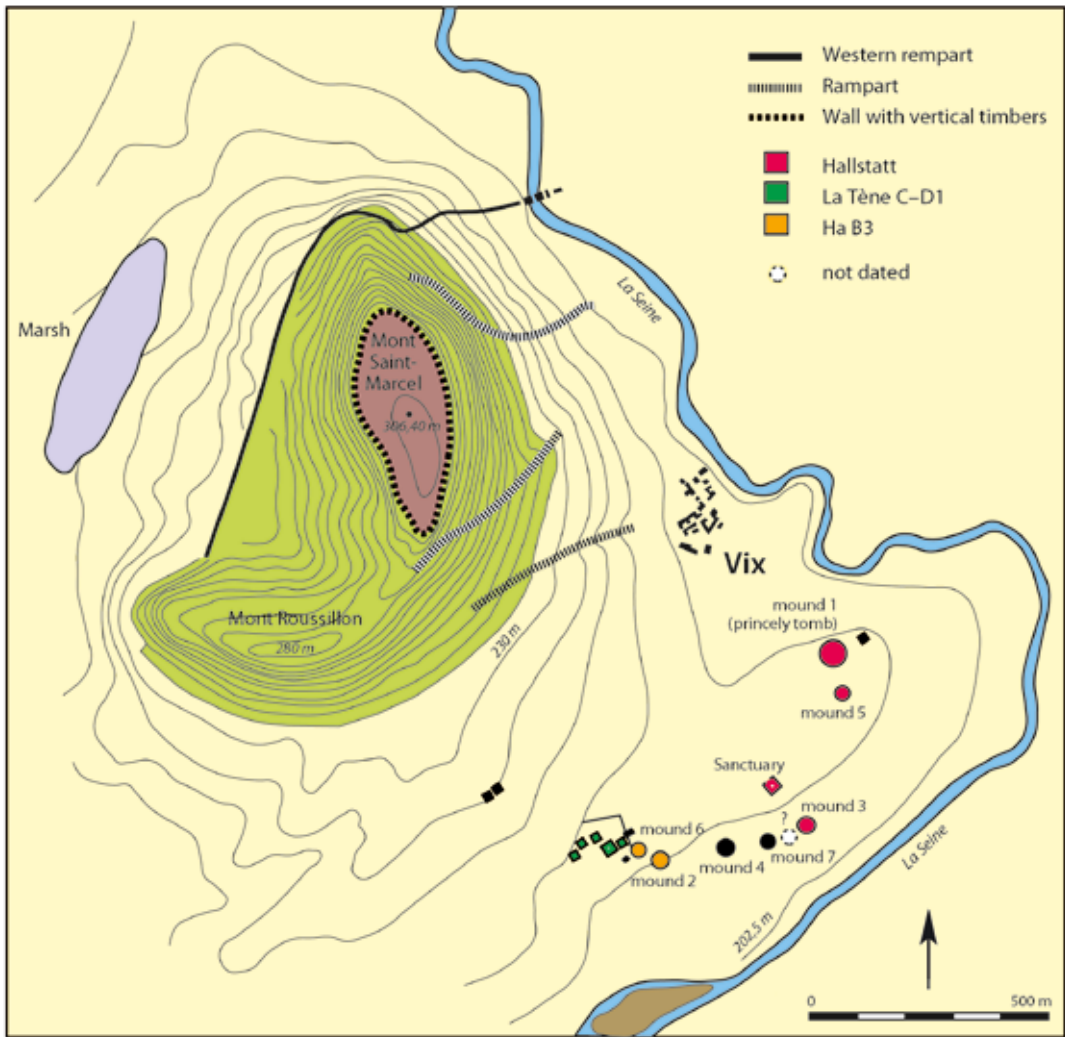 Western rempart
Rampart
Wall with vertical timbers
Hallstatt
La Tène C–D1
Ha B3
not dated
La Seine
Marsh
Mont
Saint-
Marcel
306,40 m
Vix
Mont Roussillon
280 m
230 m
mound 1
(princely tomb)
mound 5
Sanctuary
mound 3
?
mound 6
mound 4
mound 7
mound 2
La Seine
202,5 m
0
500 m